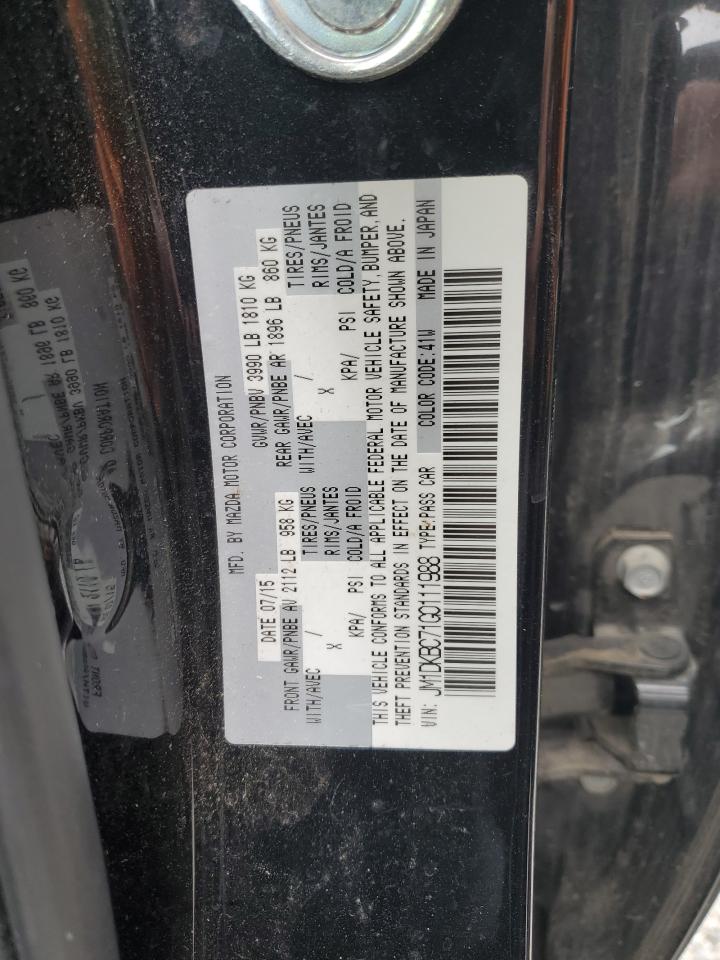 MFD. BY MAZDA MOTOR CORPORATION
DATE 07/15 GVWR/PNBV 3990 LB 1810 KG
FRONT GAWR/PNBE AV 2112 LB 958 KG REAR GAWR/PNBE AR 1896 LB 860 KG
WITH/AVEC / TIRES/PNEUS WITH/AVEC / TIRES/PNEUS
X RIMS/JANTES X RIMS/JANTES
KPA/ PSI COLD/A FROID KPA/ PSI COLD/A FROID
THIS VEHICLE CONFORMS TO ALL APPLICABLE FEDERAL MOTOR VEHICLE SAFETY, BUMPER, AND
THEFT PREVENTION STANDARDS IN EFFECT ON THE DATE OF MANUFACTURE SHOWN ABOVE.
VIN: JM1DKBC71G0111988 TYPE:PASS CAR COLOR CODE:41W MADE IN JAPAN